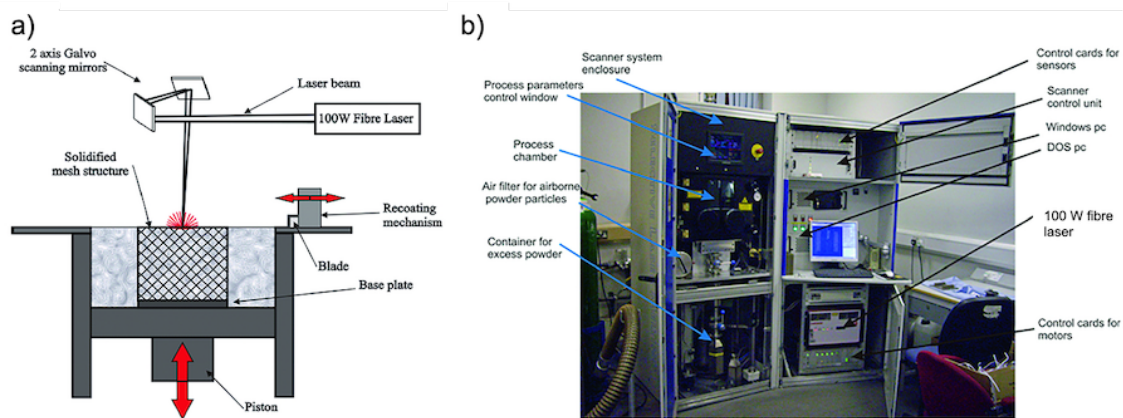 a)
2 axis Galvo
scanning mirrors
Laser beam
100W Fibre Laser
Solidified
mesh structure
Recoating
mechanism
Blade
Base plate
Piston
b)
Scanner system
enclosure
Process parameters
control window
Process
chamber
Air filter for airborne
powder particles
Container for
excess powder
Control cards for
sensors
Scanner
control unit
Windows pc
DOS pc
100 W fibre
laser
Control cards for
motors